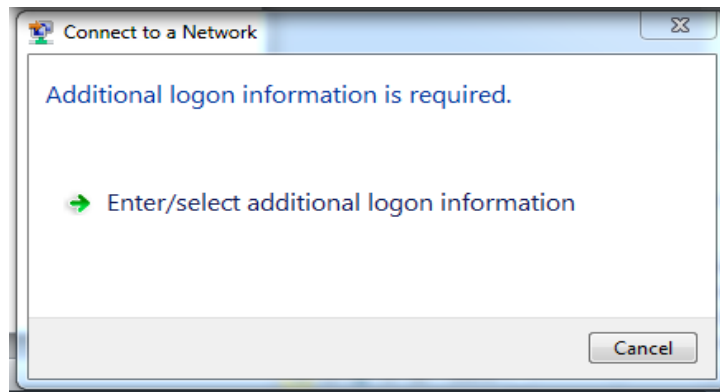 Connect to a Network
Additional logon information is required.
Enter/select additional logon information
Cancel